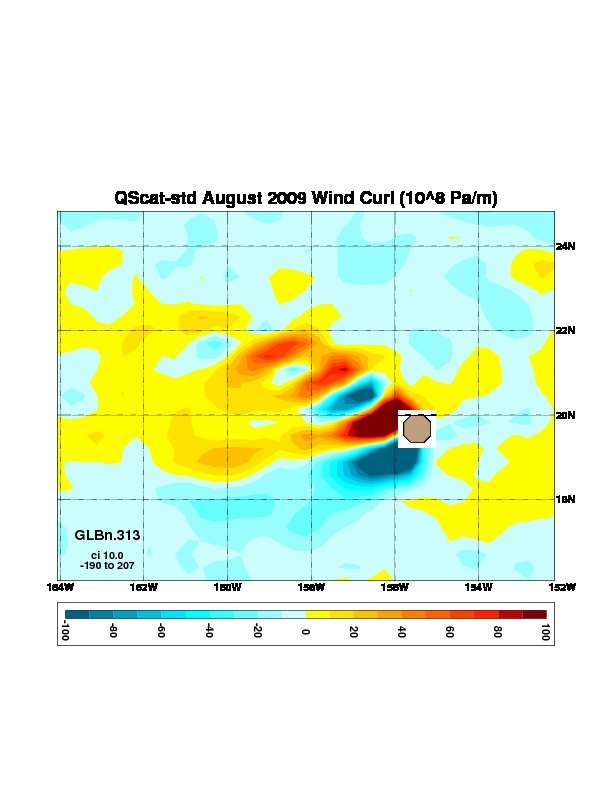 QScat-std August 2009 Wind Curl (10^8 Pa/m)
24N
22N
20N
18N
GLBn.313
ci 10.0
-190 to 207
164W 162W 160W 158W 156W 154W 152W
-100 -80 -60 -40 -20 0 20 40 60 80 100